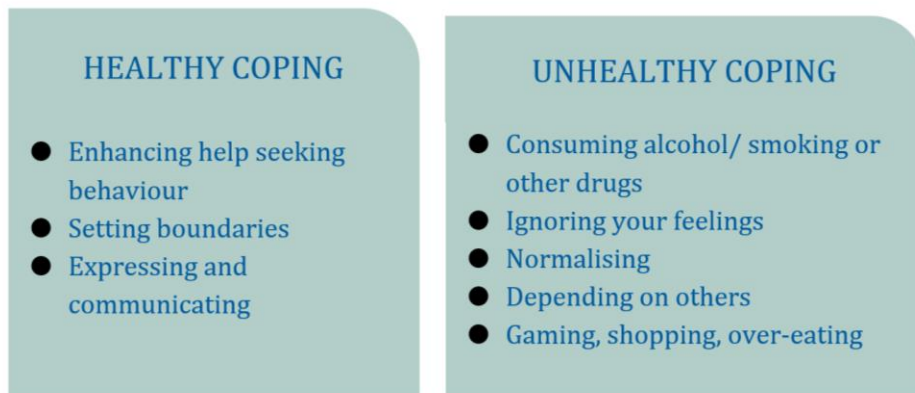 HEALTHY COPING
● Enhancing help seeking
behaviour
● Setting boundaries
● Expressing and
communicating
UNHEALTHY COPING
● Consuming alcohol/ smoking or
other drugs
● Ignoring your feelings
● Normalising
● Depending on others
● Gaming, shopping, over-eating